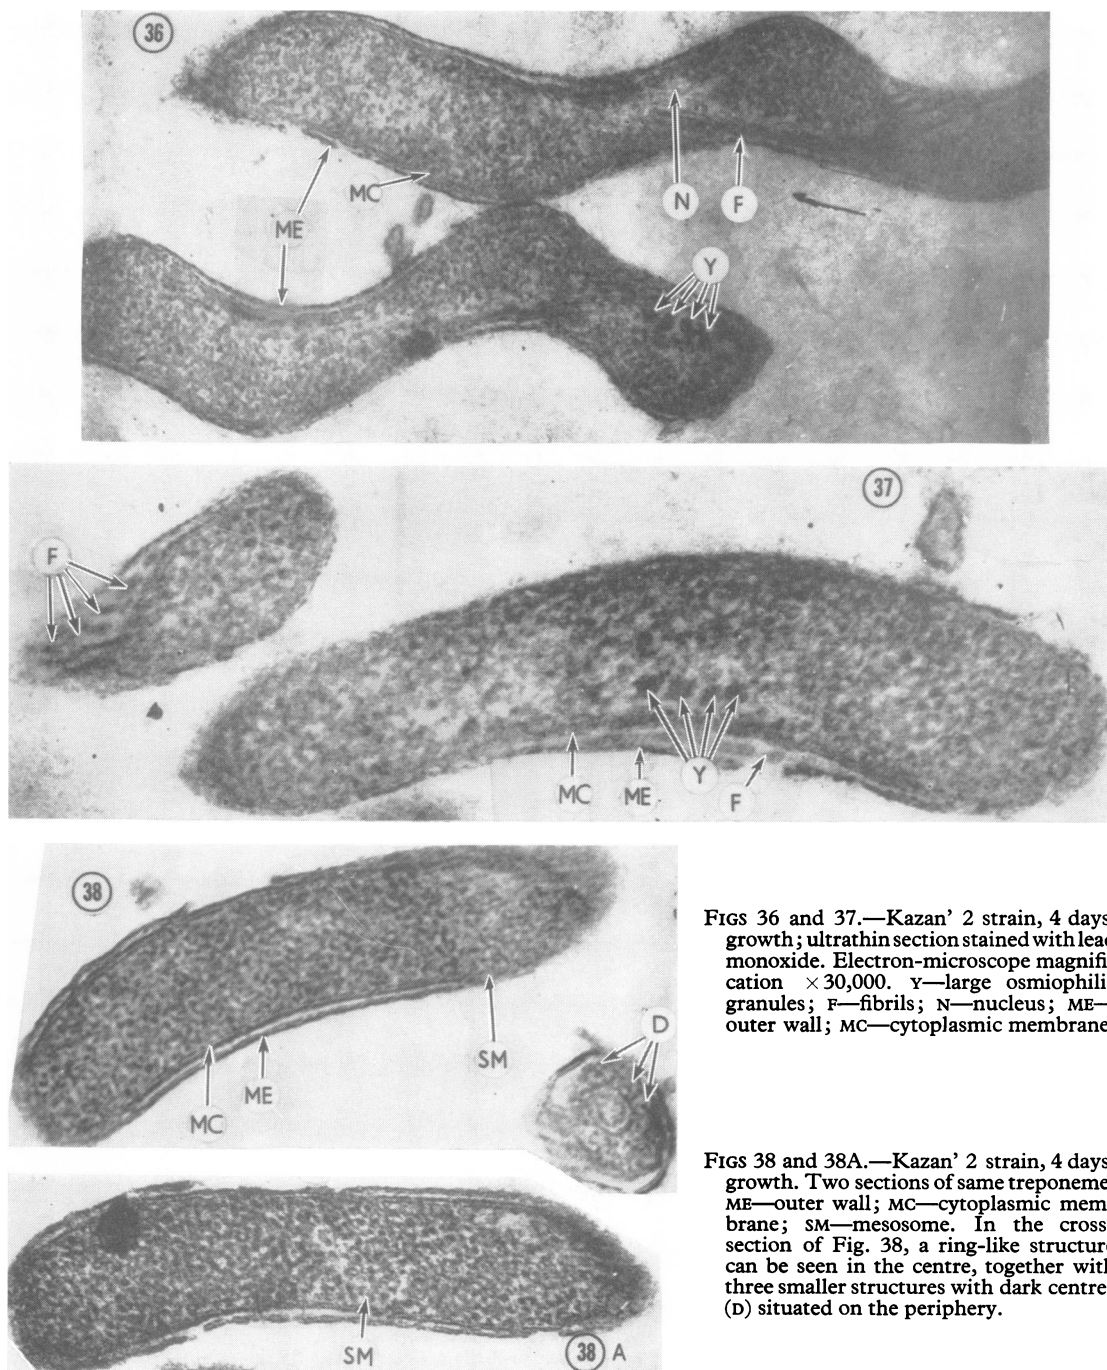 36
MC
N
F
ME
Y
37
F
MC
ME
Y
F
38
D
SM
ME
MC
SM
38 A
FIGS 36 and 37.—Kazan' 2 strain, 4 days
growth; ultrathin section stained with lead
monoxide. Electron-microscope magnifi
cation ×30,000. Y—large osmiophili
granules; F—fibrils; N—nucleus; ME—
outer wall; MC—cytoplasmic membrane
FIGS 38 and 38A.—Kazan' 2 strain, 4 days
growth. Two sections of same treponeme
ME—outer wall; MC—cytoplasmic mem
brane; SM—mesosome. In the cross
section of Fig. 38, a ring-like structure
can be seen in the centre, together with
three smaller structures with dark centre
(D) situated on the periphery.